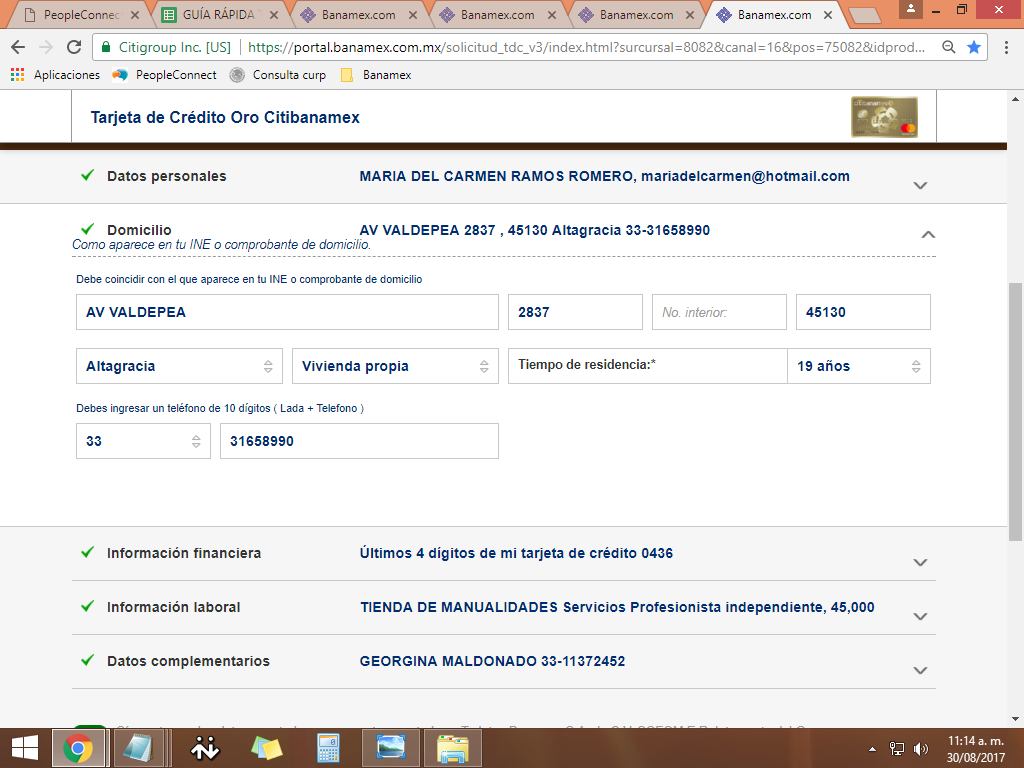 PeopleConnec
GUÍA RÁPIDA
Banamex.com
Banamex.com
Banamex.com
Banamex.com
Citigroup Inc. [US]
https://portal.banamex.com.mx/solicitud_tdc_v3/index.html?surcursal=8082&canal=16&pos=75082&idprod...
Aplicaciones
PeopleConnect
Consulta curp
Banamex
Tarjeta de Crédito Oro Citibanamex
Datos personales
MARIA DEL CARMEN RAMOS ROMERO, mariadelcarmen@hotmail.com
Domicilio
AV VALDEPEA 2837 , 45130 Altagracia 33-31658990
Como aparece en tu INE o comprobante de domicilio.
Debe coincidir con el que aparece en tu INE o comprobante de domicilio
AV VALDEPEA
2837
No. interior:
45130
Altagracia
Vivienda propia
Tiempo de residencia:*
19 años
Debes ingresar un teléfono de 10 dígitos ( Lada + Telefono )
33
31658990
Información financiera
Últimos 4 dígitos de mi tarjeta de crédito 0436
Información laboral
TIENDA DE MANUALIDADES Servicios Profesionista independiente, 45,000
Datos complementarios
GEORGINA MALDONADO 33-11372452
11:14 a. m.
30/08/2017